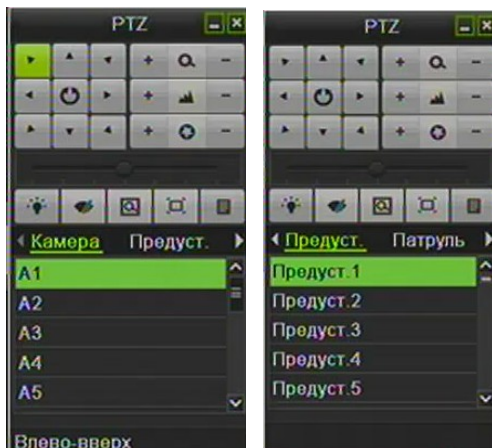 PTZ
Камера Предуст.
A1
A2
A3
A4
A5
Влево-вверх
PTZ
Предуст. Патруль
Предуст.1
Предуст.2
Предуст.3
Предуст.4
Предуст.5